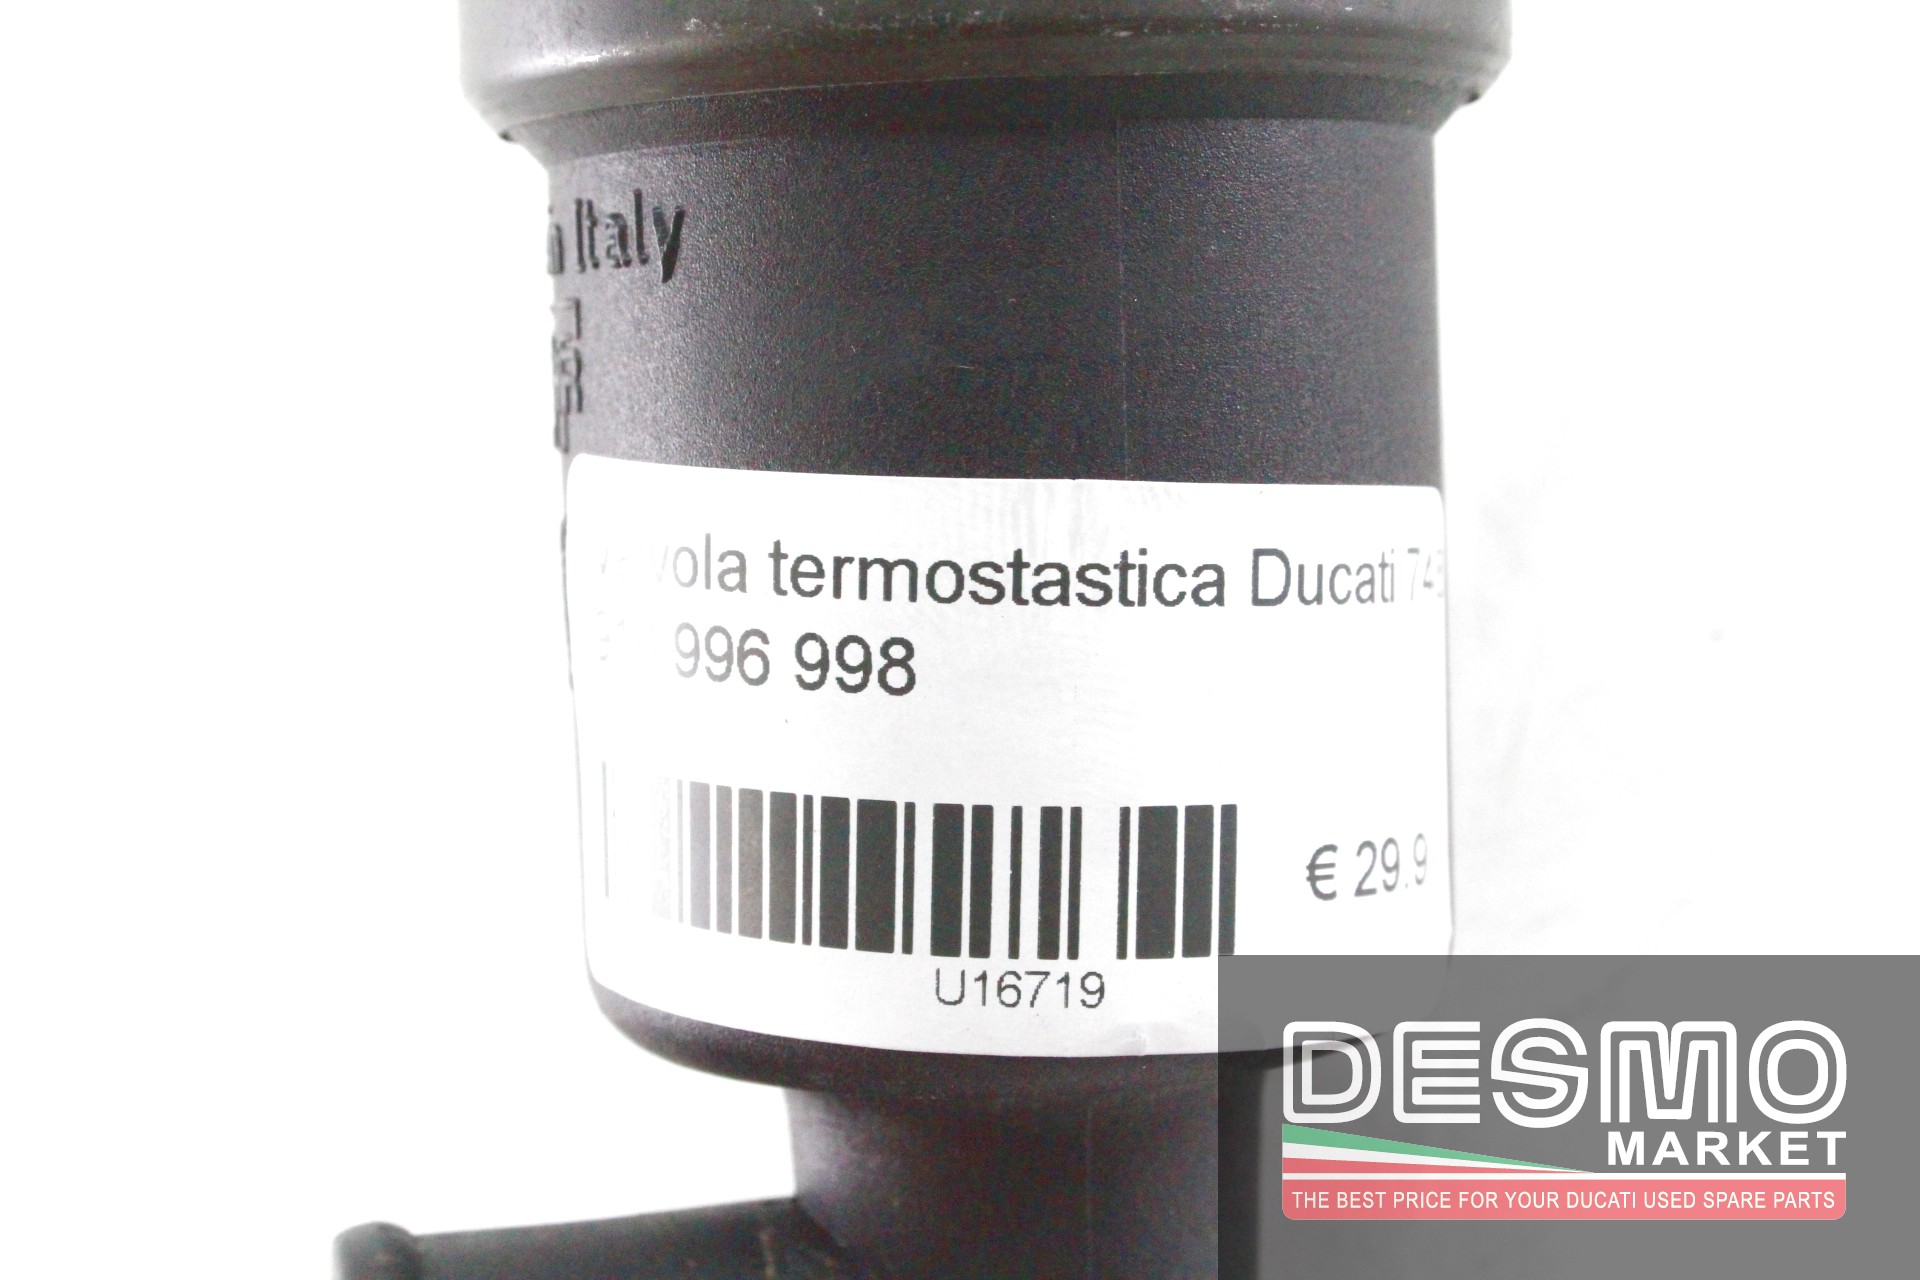 Italy
termostastica Ducati
996 998
€ 29.9
U16719
DESMO
MARKET
THE BEST PRICE FOR YOUR DUCATI USED SPARE PARTS